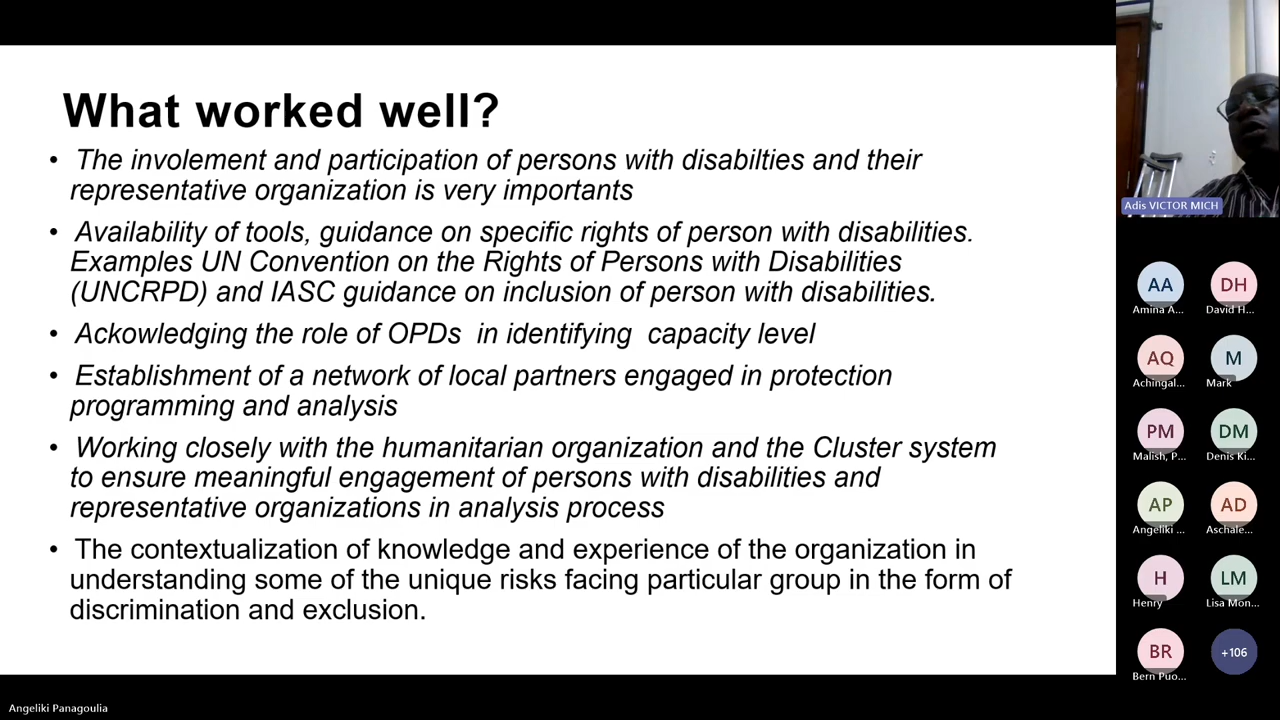 What worked well?
• The involement and participation of persons with disabilties and their
representative organization is very importants
• Availability of tools, guidance on specific rights of person with disabilities.
Examples UN Convention on the Rights of Persons with Disabilities
(UNCRPD) and IASC guidance on inclusion of person with disabilities.
• Ackowledging the role of OPDs in identifying capacity level
• Establishment of a network of local partners engaged in protection
programming and analysis
• Working closely with the humanitarian organization and the Cluster system
to ensure meaningful engagement of persons with disabilities and
representative organizations in analysis process
• The contextualization of knowledge and experience of the organization in
understanding some of the unique risks facing particular group in the form of
discrimination and exclusion.
Adis VICTOR MICH
AA
DH
Amina A...
David H...
AQ
M
Achingal...
Mark
PM
DM
Malish, P...
Denis Ki...
AP
AD
Angeliki ...
Aschale...
H
LM
Henry
Lisa Mon...
BR
+106
Bern Puo...
Angeliki Panagoulia